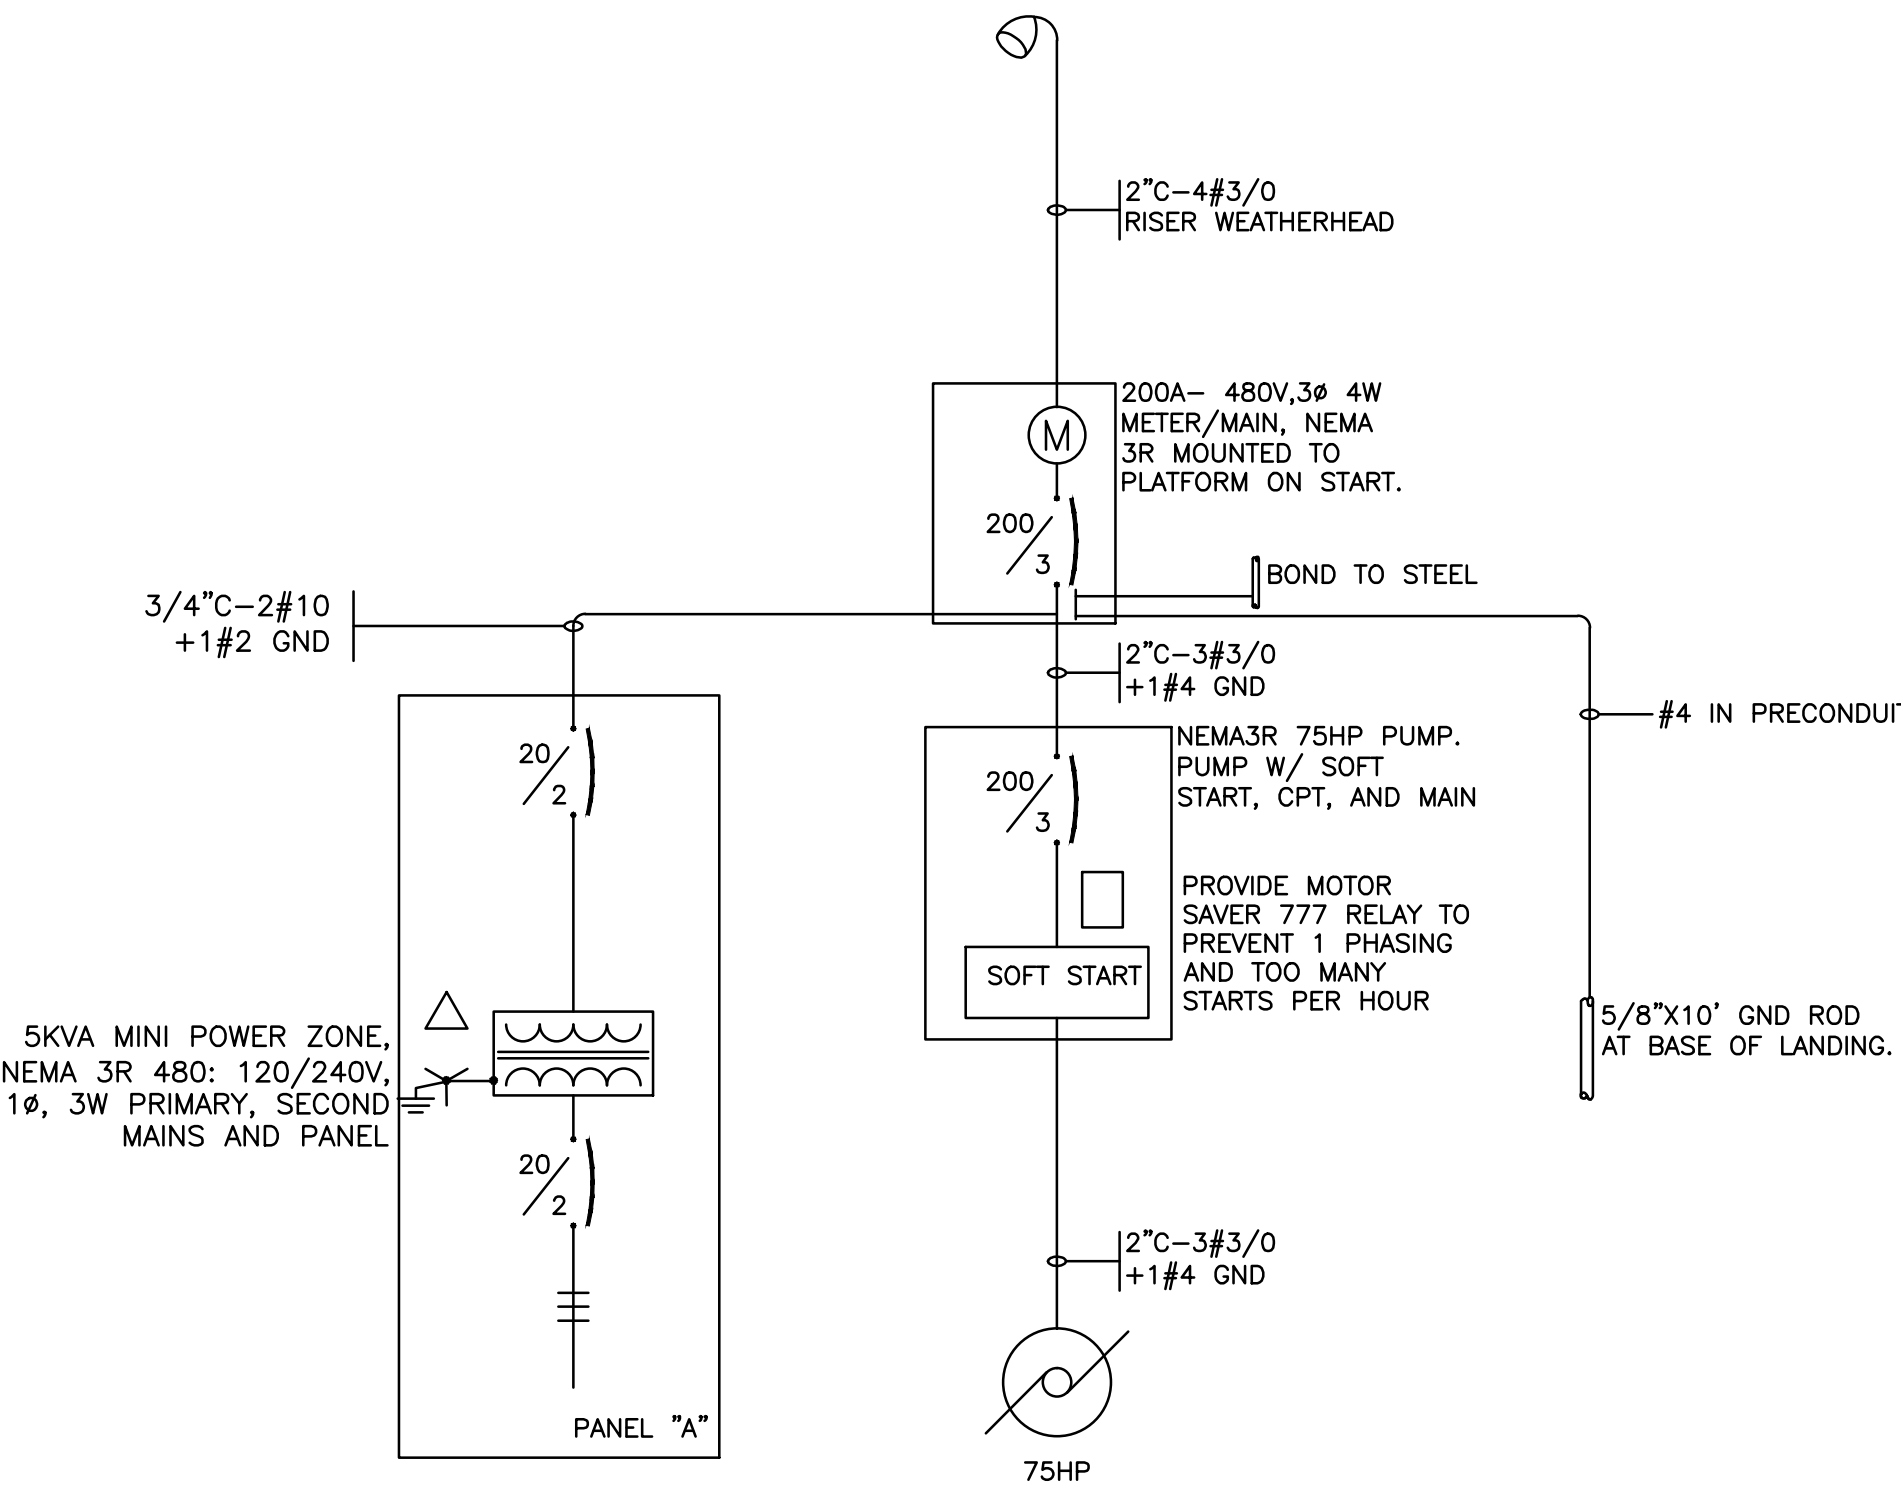 2"C-4#3/0
RISER WEATHERHEAD
200A- 480V,3ø 4W
METER/MAIN, NEMA
3R MOUNTED TO
PLATFORM ON START.
M
200/3
BOND TO STEEL
3/4"C-2#10
+1#2 GND
2"C-3#3/0
+1#4 GND
#4 IN PRECONDUIT
20/2
NEMA3R 75HP PUMP.
PUMP W/ SOFT
START, CPT, AND MAIN
200/3
PROVIDE MOTOR
SAVER 777 RELAY TO
PREVENT 1 PHASING
AND TOO MANY
STARTS PER HOUR
SOFT START
5KVA MINI POWER ZONE,
NEMA 3R 480: 120/240V,
1ø, 3W PRIMARY, SECOND
MAINS AND PANEL
5/8"X10' GND ROD
AT BASE OF LANDING.
20/2
2"C-3#3/0
+1#4 GND
PANEL "A"
75HP